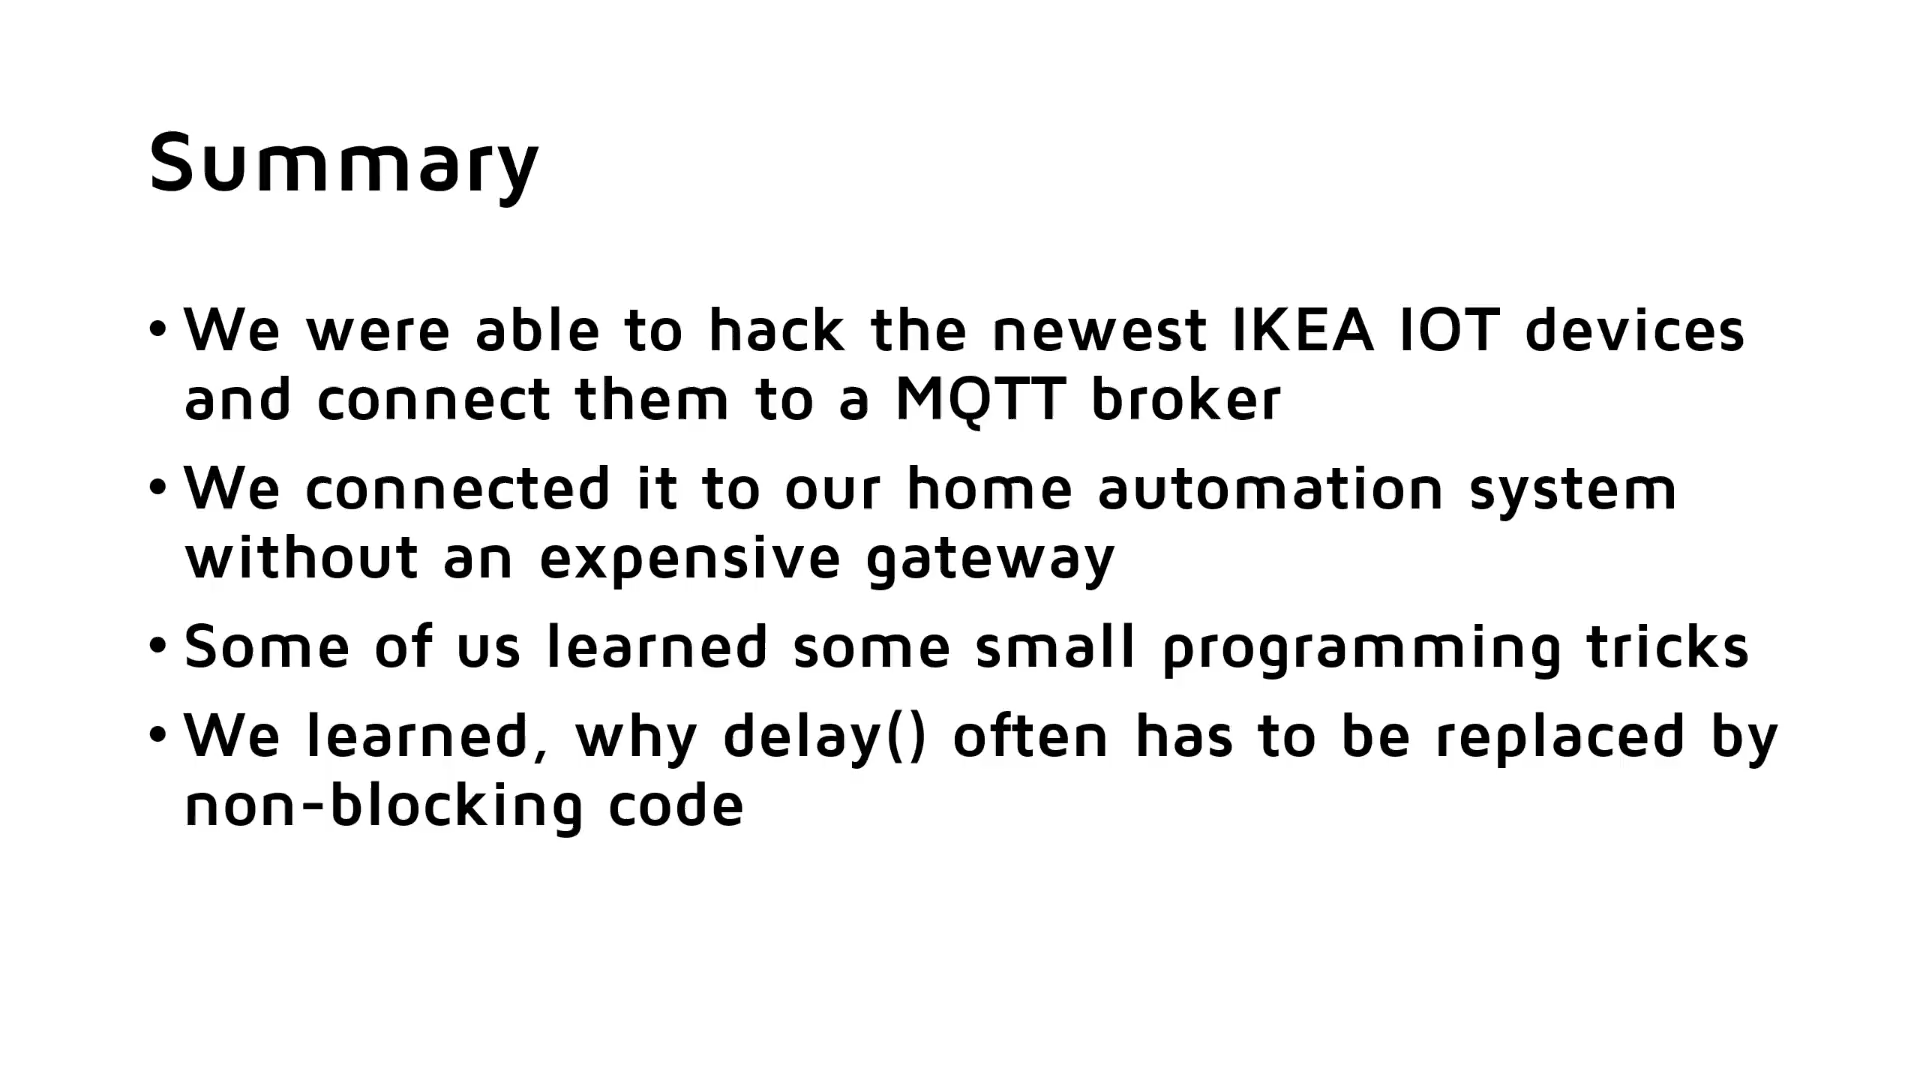 Summary
• We were able to hack the newest IKEA IOT devices
and connect them to a MQTT broker
• We connected it to our home automation system
without an expensive gateway
• Some of us learned some small programming tricks
• We learned, why delay() often has to be replaced by
non-blocking code